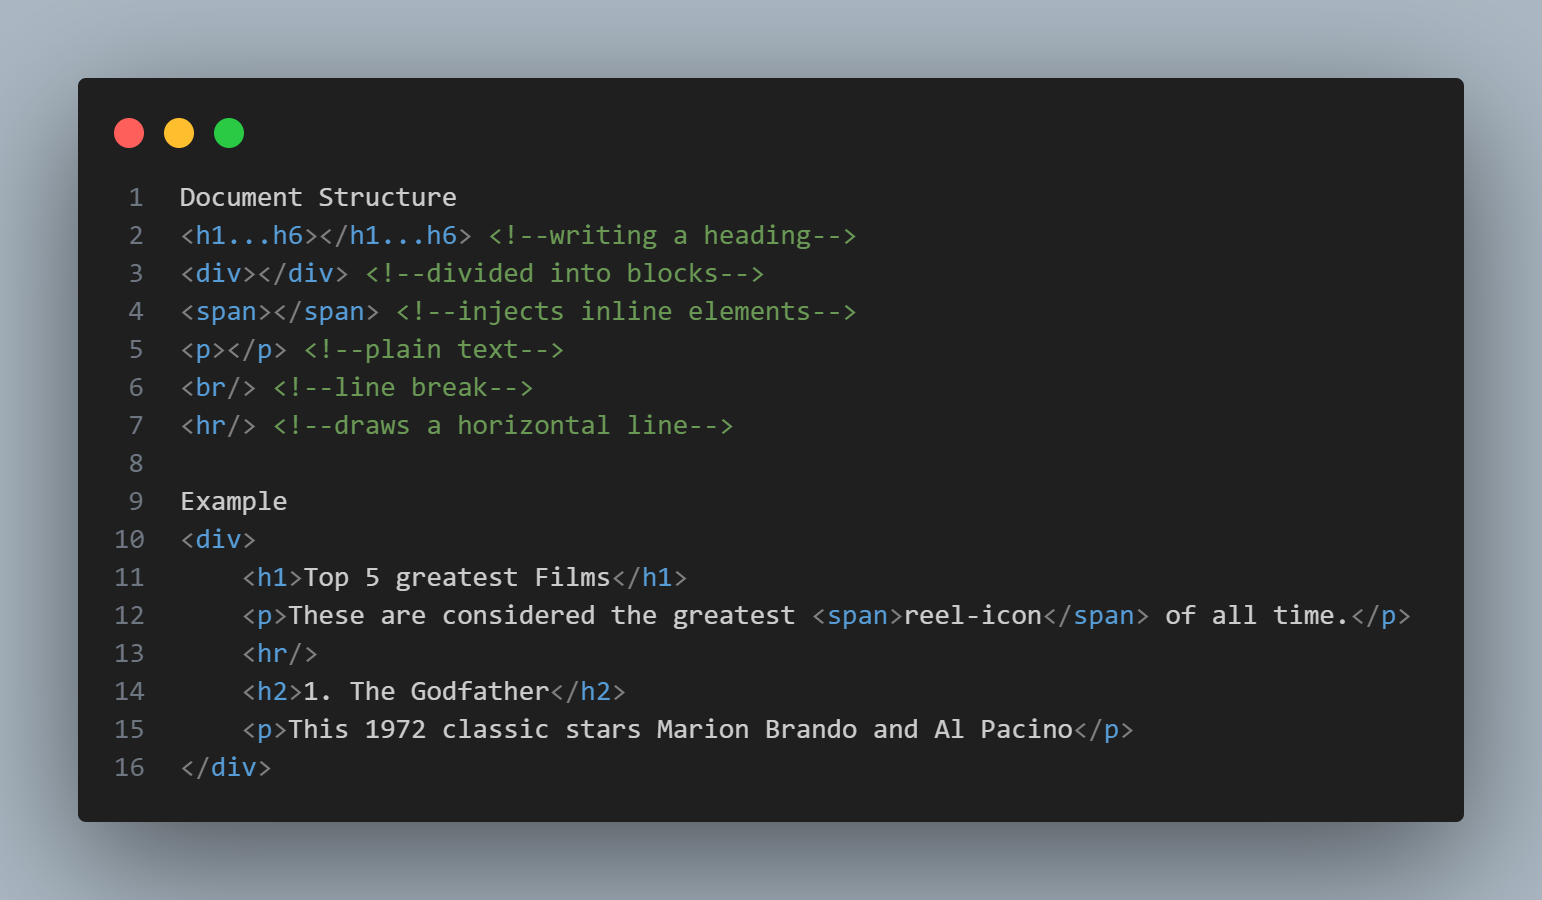 1 Document Structure
2 <h1...h6></h1...h6> <!--writing a heading-->
3 <div></div> <!--divided into blocks-->
4 <span></span> <!--injects inline elements-->
5 <p></p> <!--plain text-->
6 <br/> <!--line break-->
7 <hr/> <!--draws a horizontal line-->
8
9 Example
10 <div>
11     <h1>Top 5 greatest Films</h1>
12     <p>These are considered the greatest <span>reel-icon</span> of all time.</p>
13     <hr/>
14     <h2>1. The Godfather</h2>
15     <p>This 1972 classic stars Marion Brando and Al Pacino</p>
16 </div>